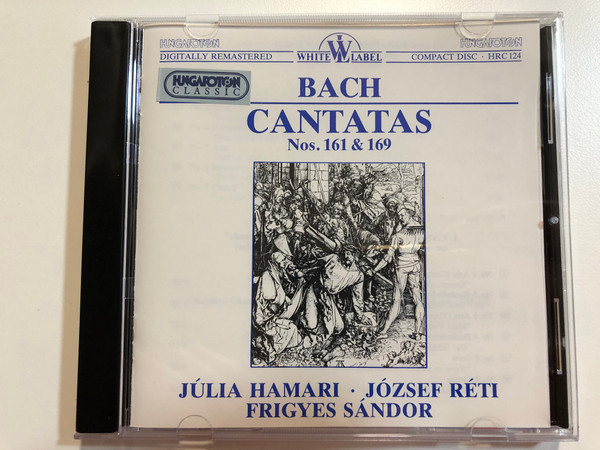 HUNGAROTON HUNGAROTON
DIGITALLY REMASTERED WHITE LABEL COMPACT DISC · HRC 124
HUNGAROTON
CLASSIC
BACH
CANTATAS
Nos. 161 & 169
JÚLIA HAMARI · JÓZSEF RÉTI
FRIGYES SÁNDOR